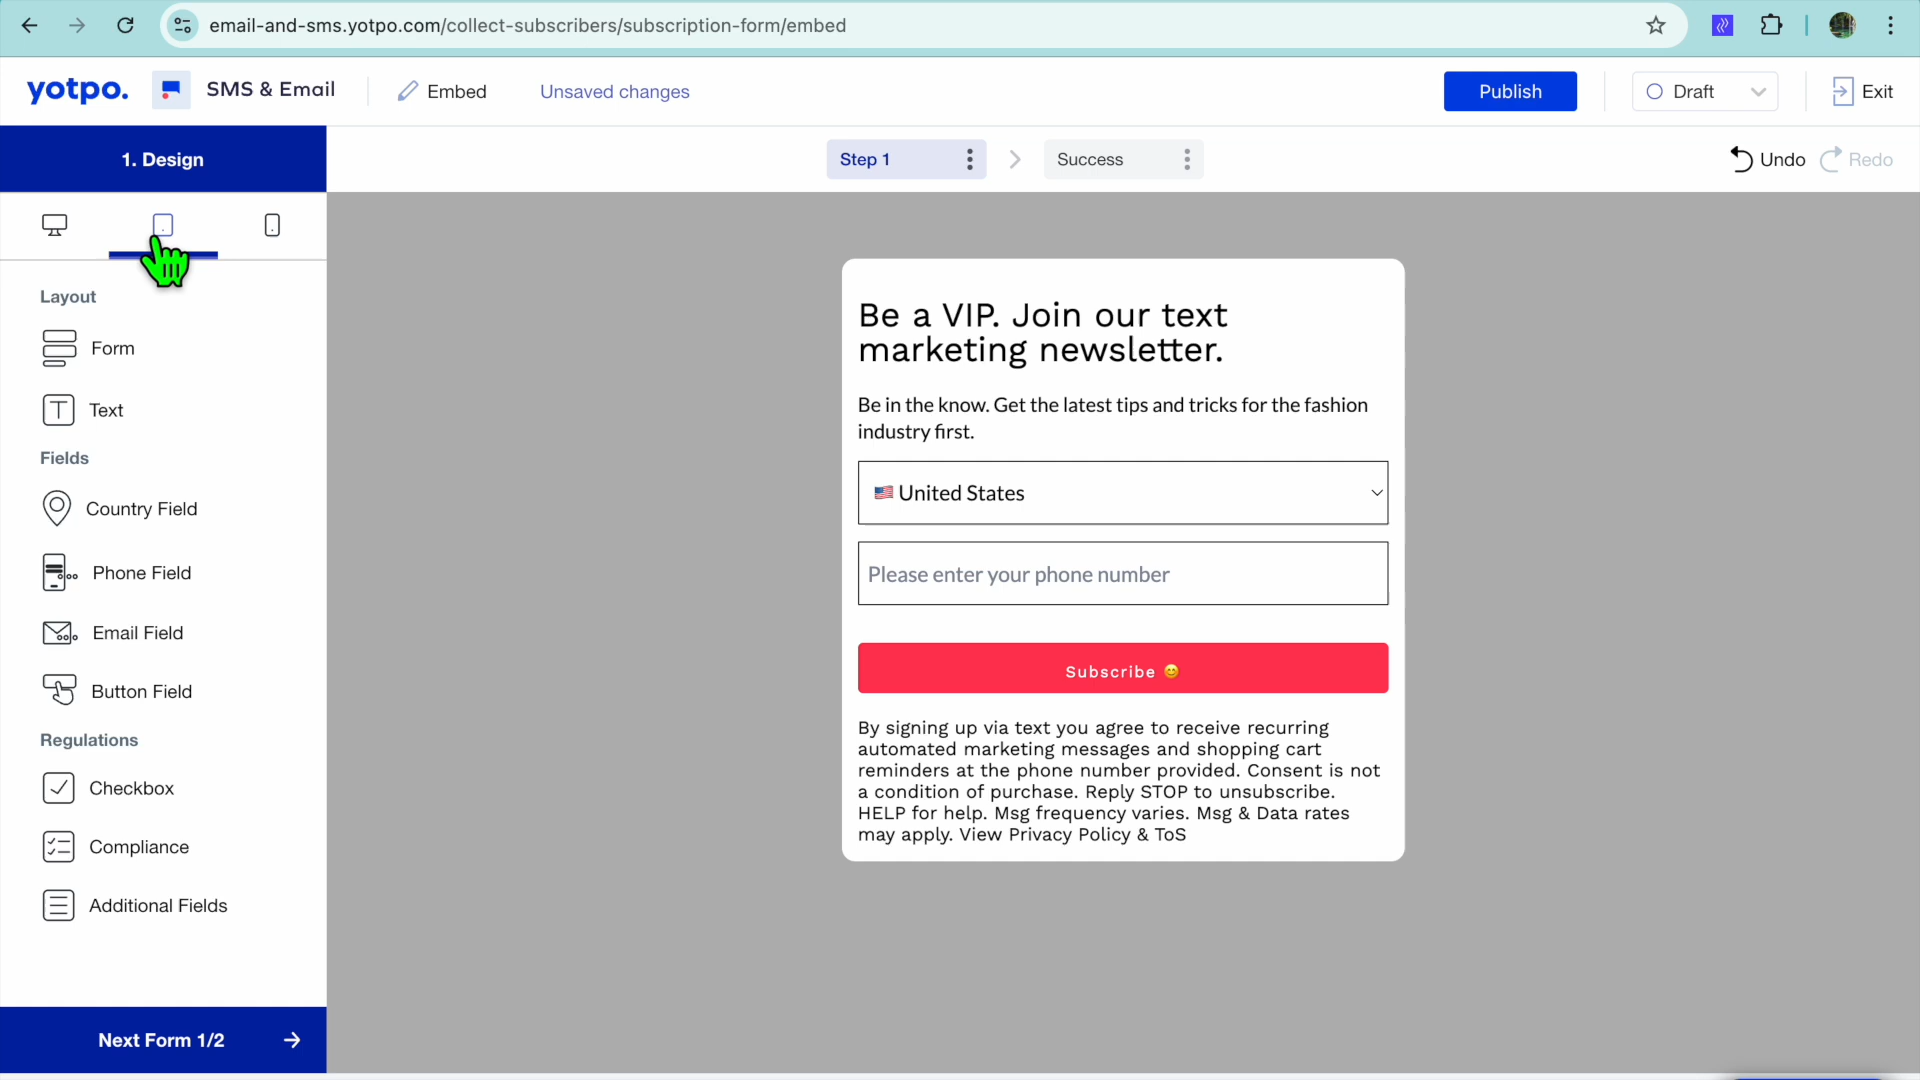 email-and-sms.yotpo.com/collect-subscribers/subscription-form/embed
yotpo. SMS & Email Embed Unsaved changes Publish Draft Exit
1. Design Step 1 Success Undo Redo
Layout
Form
Text
Fields
Country Field
Phone Field
Email Field
Button Field
Regulations
Checkbox
Compliance
Additional Fields
Next Form 1/2
Be a VIP. Join our text
marketing newsletter.
Be in the know. Get the latest tips and tricks for the fashion
industry first.
🇺🇸 United States
Please enter your phone number
Subscribe 😊
By signing up via text you agree to receive recurring
automated marketing messages and shopping cart
reminders at the phone number provided. Consent is not
a condition of purchase. Reply STOP to unsubscribe.
HELP for help. Msg frequency varies. Msg & Data rates
may apply. View Privacy Policy & ToS